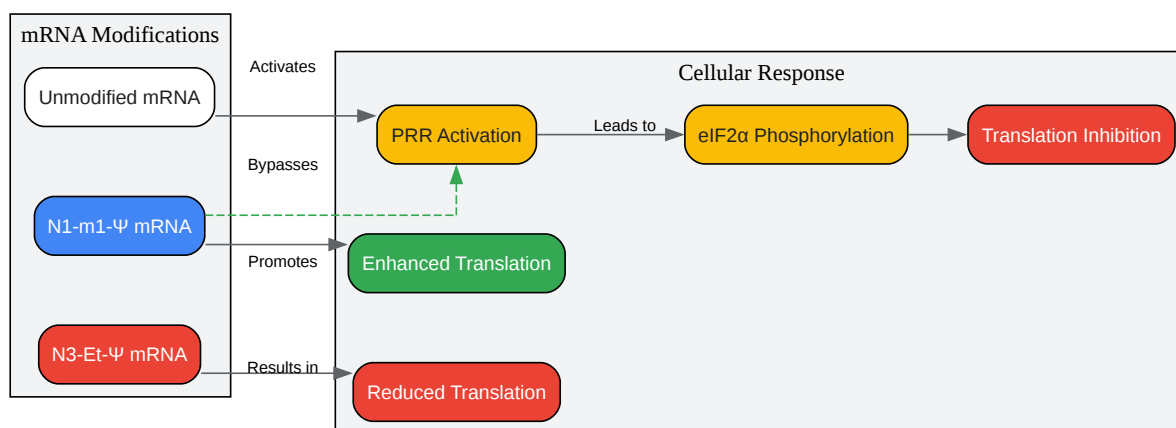 mRNA Modifications
Cellular Response
Activates
Unmodified mRNA
PRR Activation
Leads to
eIF2α Phosphorylation
Translation Inhibition
Bypasses
N1-m1-Ψ mRNA
Enhanced Translation
Promotes
N3-Et-Ψ mRNA
Results in
Reduced Translation